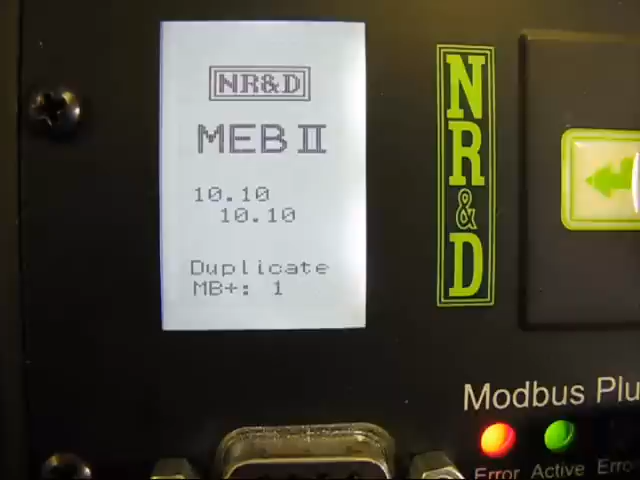 NR&D
MEB II
10.10
10.10
Duplicate
MB+: 1
NR&D
Modbus Plu
Error Active Erro